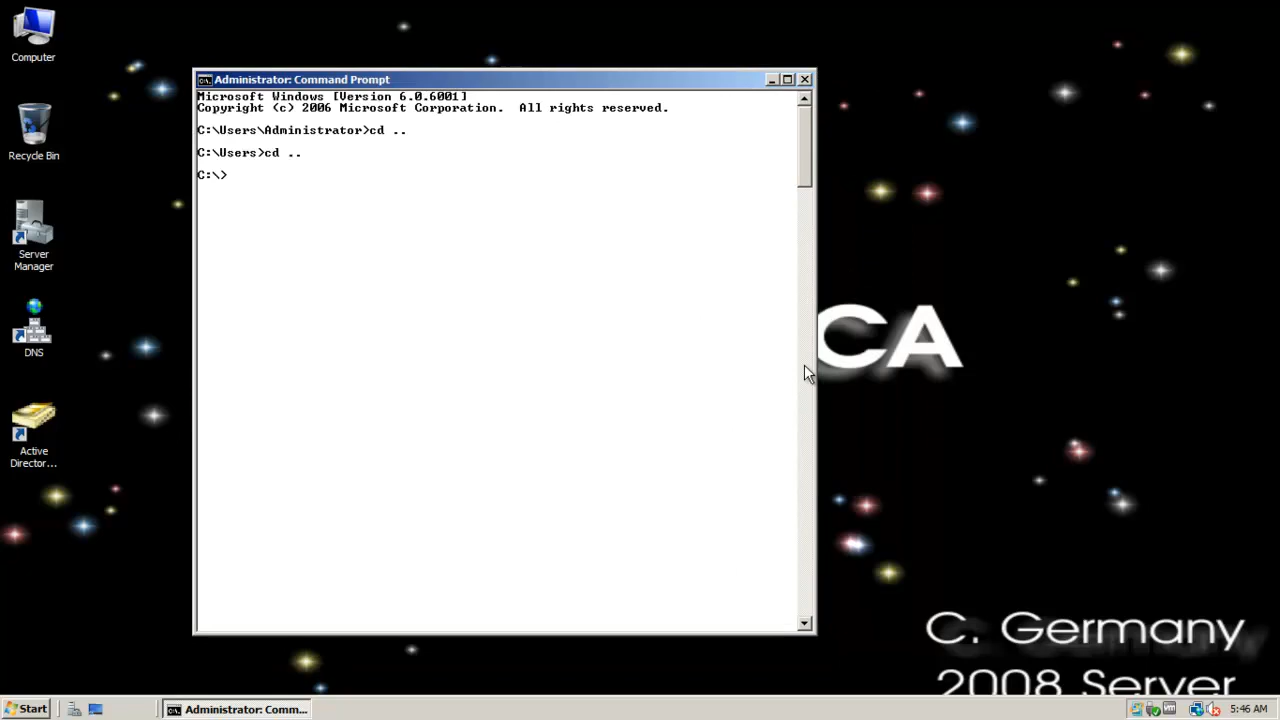 Computer
Recycle Bin
Server
Manager
DNS
Active
Director...
Administrator: Command Prompt
Microsoft Windows [Version 6.0.6001]
Copyright (c) 2006 Microsoft Corporation.  All rights reserved.
C:\Users\Administrator>cd ..
C:\Users>cd ..
C:\>
CA
C. Germany
2008 Server
Start
Administrator: Comm...
5:46 AM